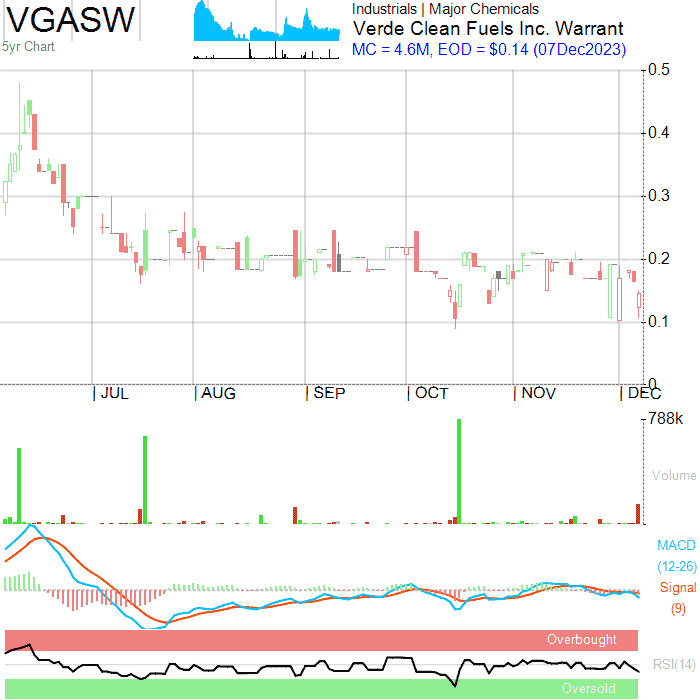 VGASW
5yr Chart
Industrials | Major Chemicals
Verde Clean Fuels Inc. Warrant
MC = 4.6M, EOD = $0.14 (07Dec2023)
0.5
0.4
0.3
0.2
0.1
0
JUL
AUG
SEP
OCT
NOV
DEC
788k
Volume
MACD
(12-26)
Signal
(9)
Overbought
RSI(14)
Oversold